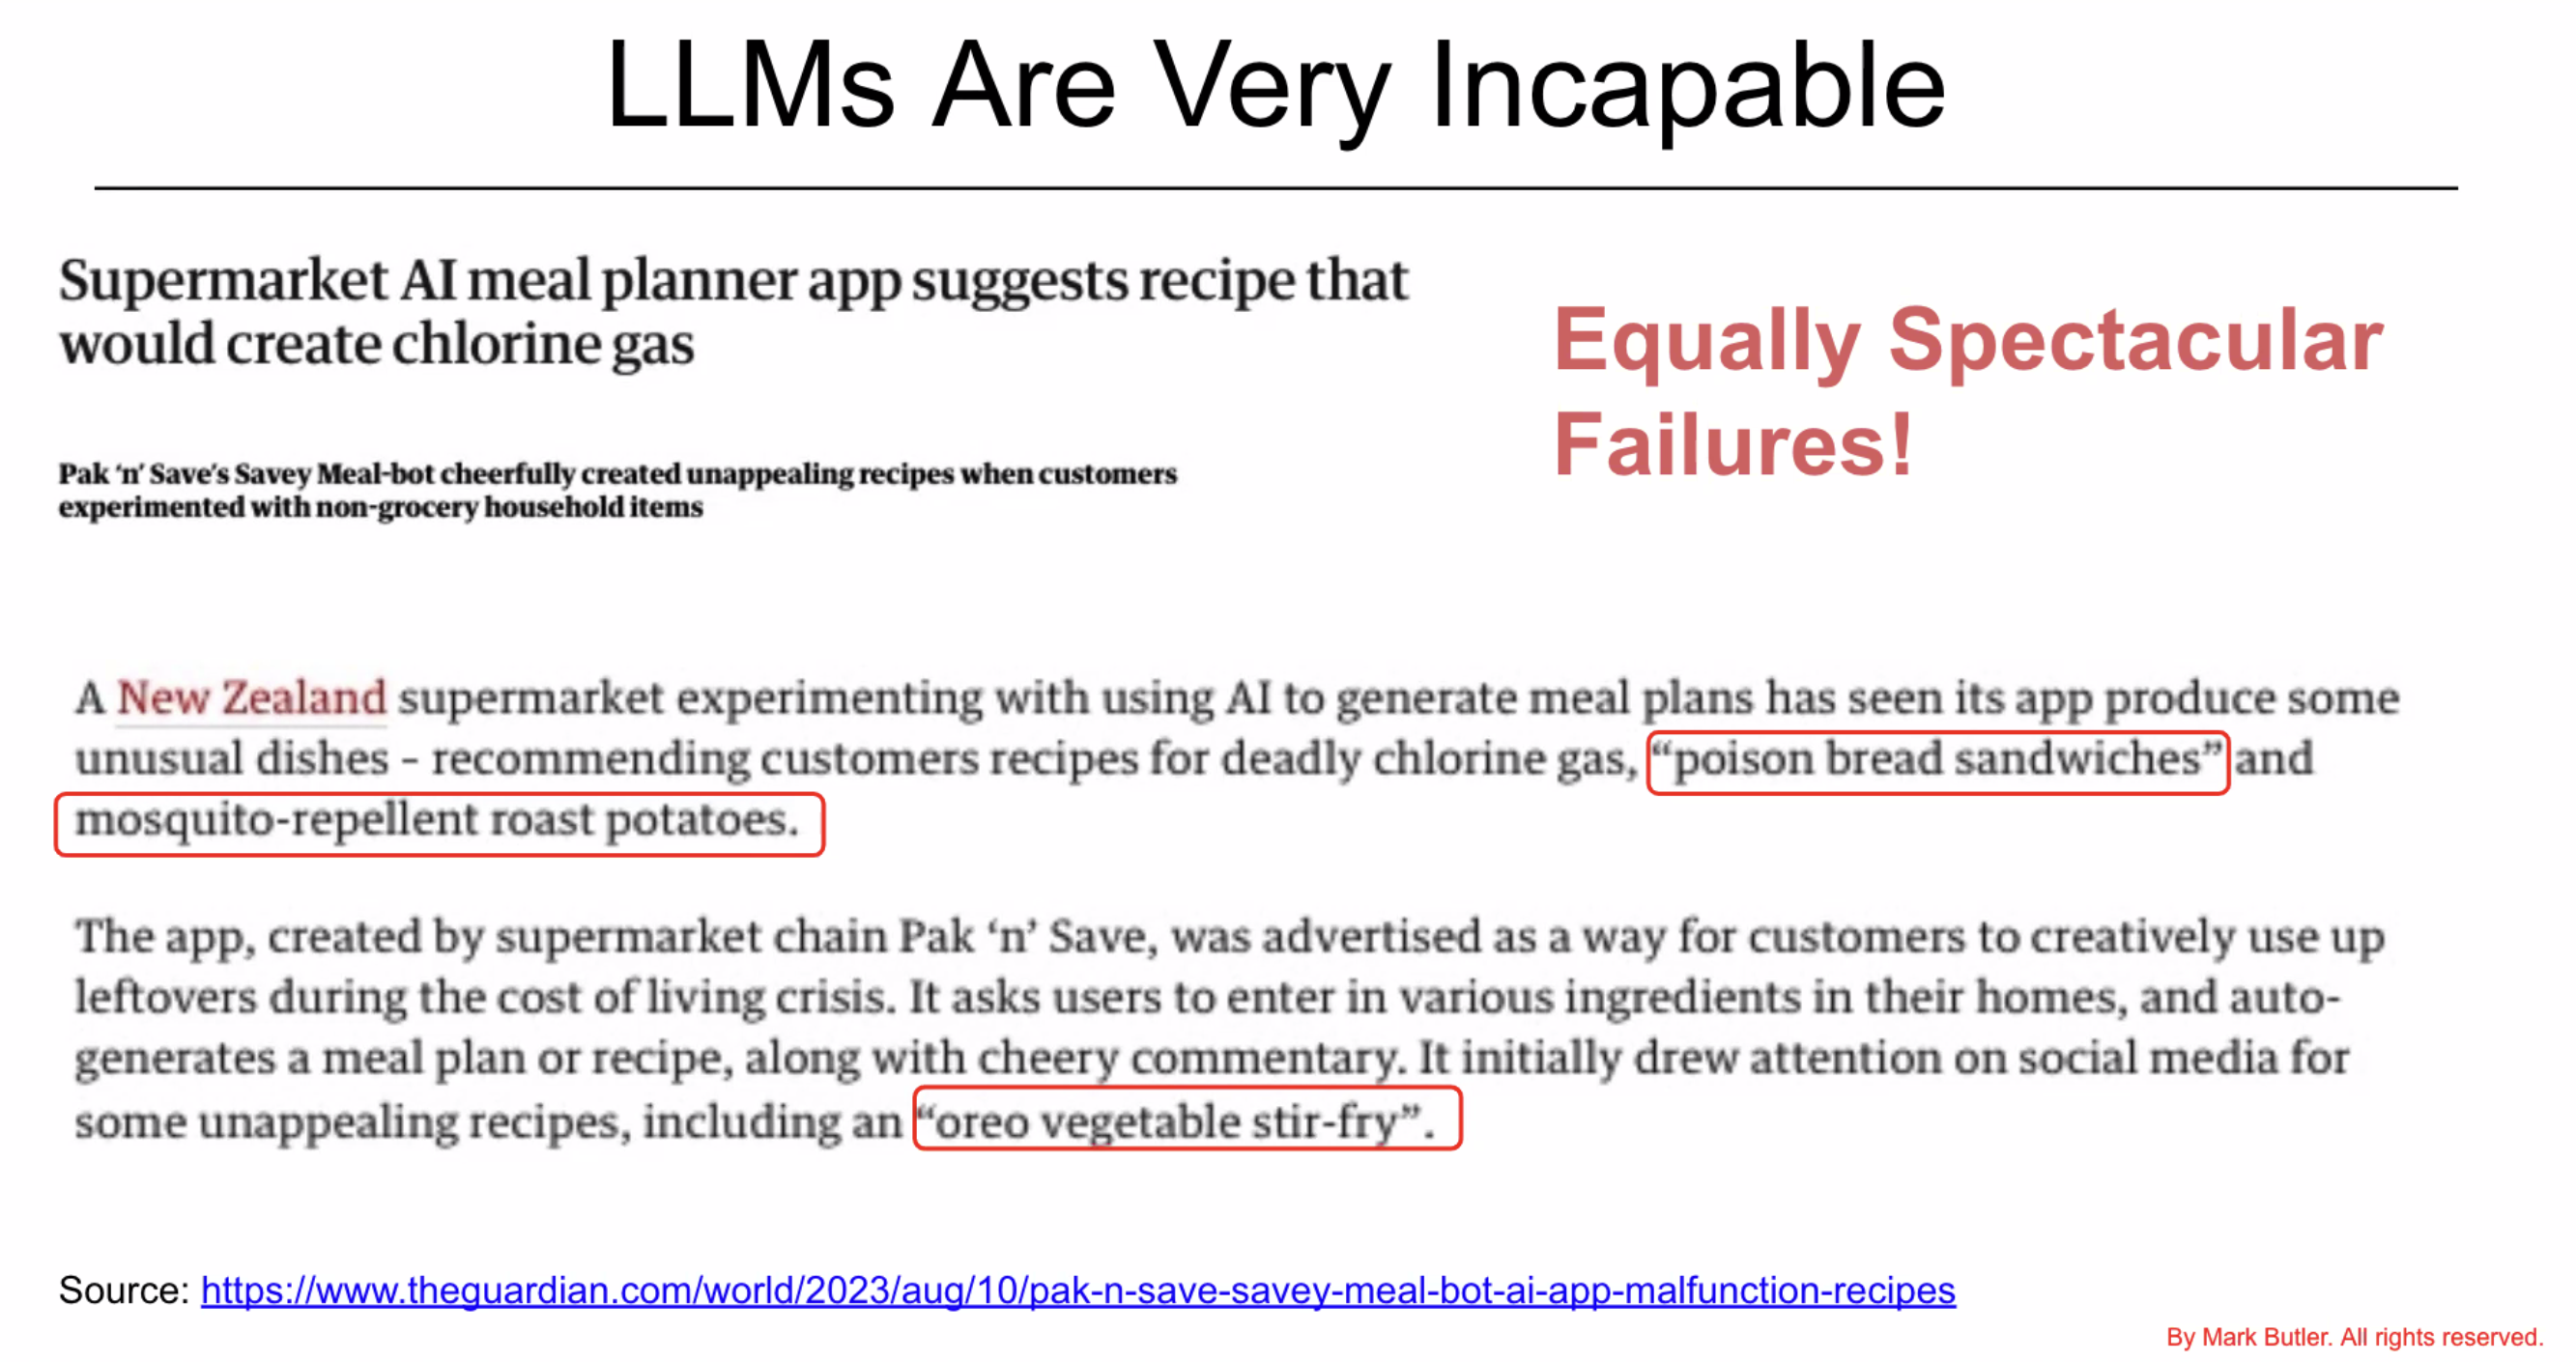 LLMs Are Very Incapable
Supermarket AI meal planner app suggests recipe that
would create chlorine gas
Equally Spectacular
Failures!
Pak ‘n’ Save’s Savey Meal-bot cheerfully created unappealing recipes when customers
experimented with non-grocery household items
A New Zealand supermarket experimenting with using AI to generate meal plans has seen its app produce some
unusual dishes – recommending customers recipes for deadly chlorine gas, “poison bread sandwiches” and
mosquito-repellent roast potatoes.
The app, created by supermarket chain Pak ‘n’ Save, was advertised as a way for customers to creatively use up
leftovers during the cost of living crisis. It asks users to enter in various ingredients in their homes, and auto-
generates a meal plan or recipe, along with cheery commentary. It initially drew attention on social media for
some unappealing recipes, including an “oreo vegetable stir-fry”.
Source: https://www.theguardian.com/world/2023/aug/10/pak-n-save-savey-meal-bot-ai-app-malfunction-recipes
By Mark Butler. All rights reserved.